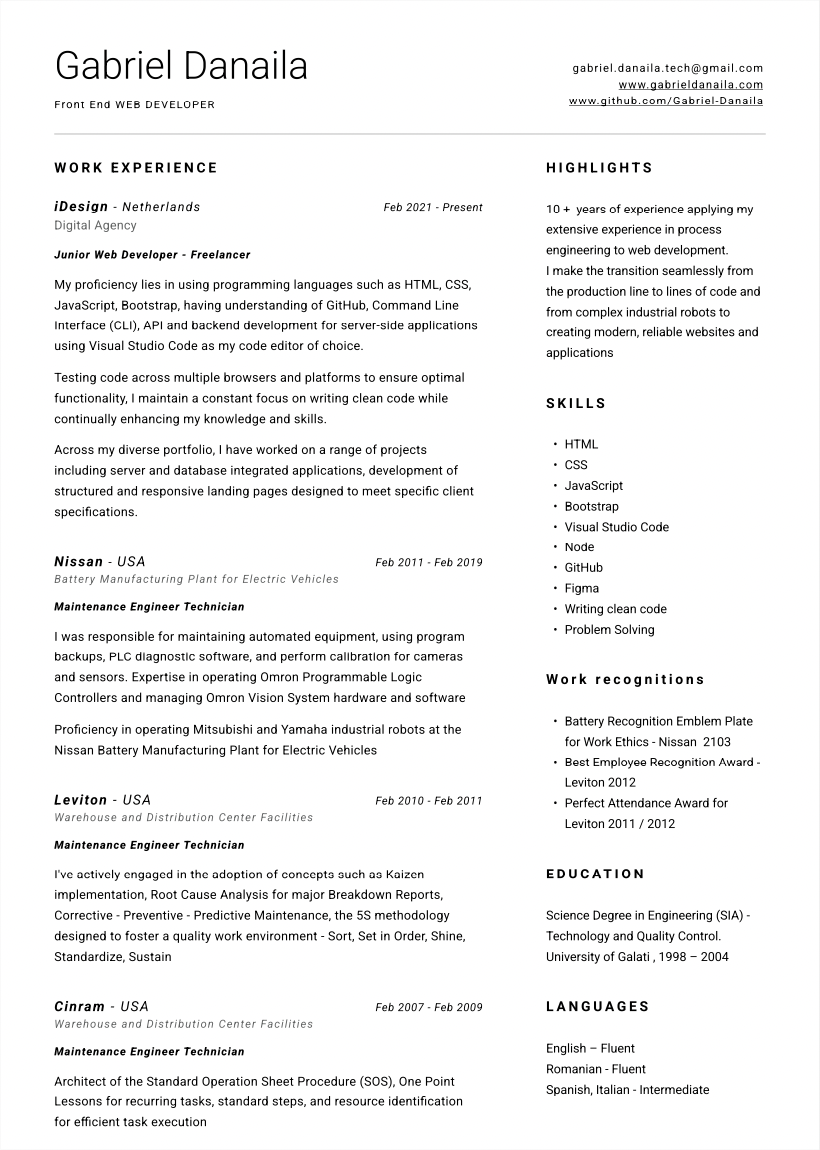 Gabriel Danaila
Front End WEB DEVELOPER
gabriel.danaila.tech@gmail.com
www.gabrieldanaila.com
www.github.com/Gabriel-Danaila
WORK EXPERIENCE
iDesign - Netherlands
Feb 2021 - Present
Digital Agency
Junior Web Developer - Freelancer
My proficiency lies in using programming languages such as HTML, CSS,
JavaScript, Bootstrap, having understanding of GitHub, Command Line
Interface (CLI), API and backend development for server-side applications
using Visual Studio Code as my code editor of choice.
Testing code across multiple browsers and platforms to ensure optimal
functionality, I maintain a constant focus on writing clean code while
continually enhancing my knowledge and skills.
Across my diverse portfolio, I have worked on a range of projects
including server and database integrated applications, development of
structured and responsive landing pages designed to meet specific client
specifications.
Nissan - USA
Feb 2011 - Feb 2019
Battery Manufacturing Plant for Electric Vehicles
Maintenance Engineer Technician
I was responsible for maintaining automated equipment, using program
backups, PLC diagnostic software, and perform calibration for cameras
and sensors. Expertise in operating Omron Programmable Logic
Controllers and managing Omron Vision System hardware and software
Proficiency in operating Mitsubishi and Yamaha industrial robots at the
Nissan Battery Manufacturing Plant for Electric Vehicles
Leviton - USA
Feb 2010 - Feb 2011
Warehouse and Distribution Center Facilities
Maintenance Engineer Technician
I've actively engaged in the adoption of concepts such as Kaizen
implementation, Root Cause Analysis for major Breakdown Reports,
Corrective - Preventive - Predictive Maintenance, the 5S methodology
designed to foster a quality work environment - Sort, Set in Order, Shine,
Standardize, Sustain
Cinram - USA
Feb 2007 - Feb 2009
Warehouse and Distribution Center Facilities
Maintenance Engineer Technician
Architect of the Standard Operation Sheet Procedure (SOS), One Point
Lessons for recurring tasks, standard steps, and resource identification
for efficient task execution
HIGHLIGHTS
10 +  years of experience applying my
extensive experience in process
engineering to web development.
I make the transition seamlessly from
the production line to lines of code and
from complex industrial robots to
creating modern, reliable websites and
applications
SKILLS
• HTML
• CSS
• JavaScript
• Bootstrap
• Visual Studio Code
• Node
• GitHub
• Figma
• Writing clean code
• Problem Solving
Work recognitions
• Battery Recognition Emblem Plate
for Work Ethics - Nissan  2103
• Best Employee Recognition Award -
Leviton 2012
• Perfect Attendance Award for
Leviton 2011 / 2012
EDUCATION
Science Degree in Engineering (SIA) -
Technology and Quality Control.
University of Galati , 1998 – 2004
LANGUAGES
English – Fluent
Romanian - Fluent
Spanish, Italian - Intermediate